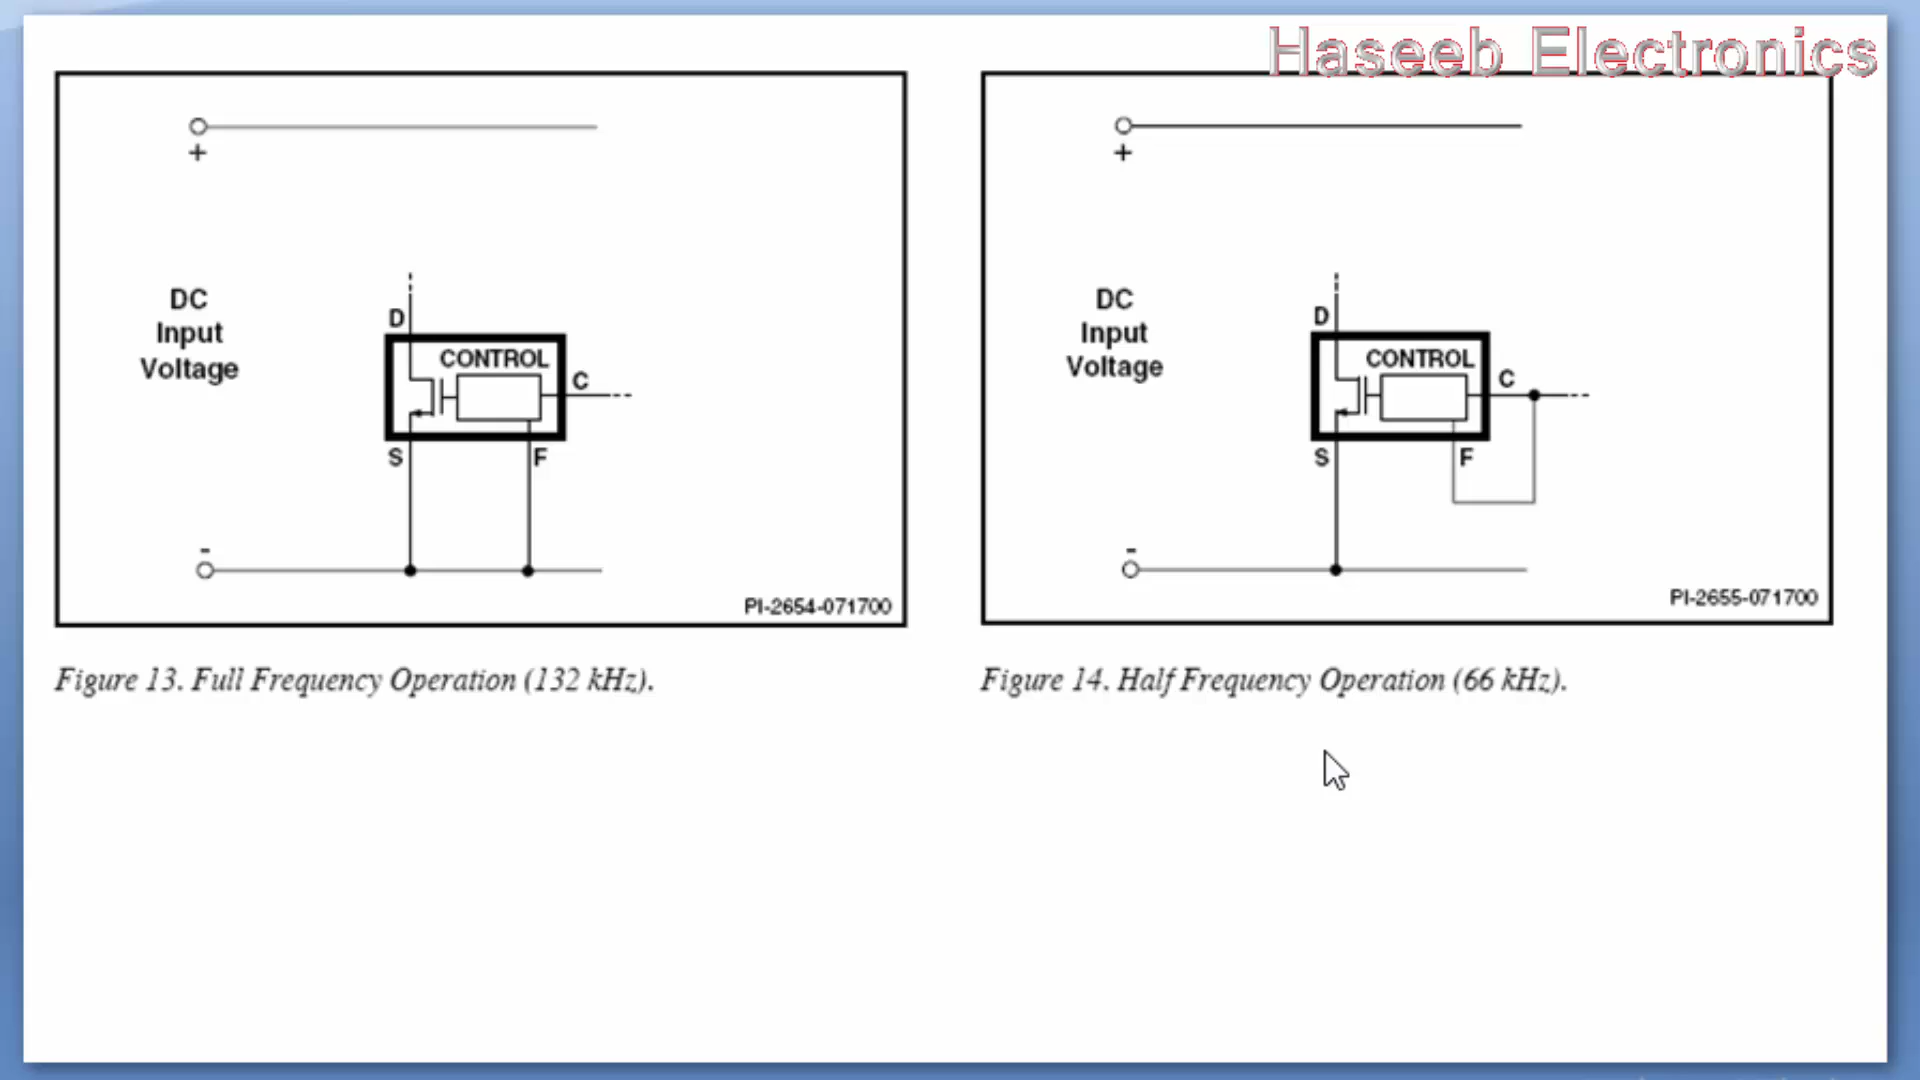 Haseeb Electronics
+
DC
Input
Voltage
D
CONTROL
C
S
F
-
PI-2654-071700
Figure 13. Full Frequency Operation (132 kHz).
+
DC
Input
Voltage
D
CONTROL
C
S
F
-
PI-2655-071700
Figure 14. Half Frequency Operation (66 kHz).